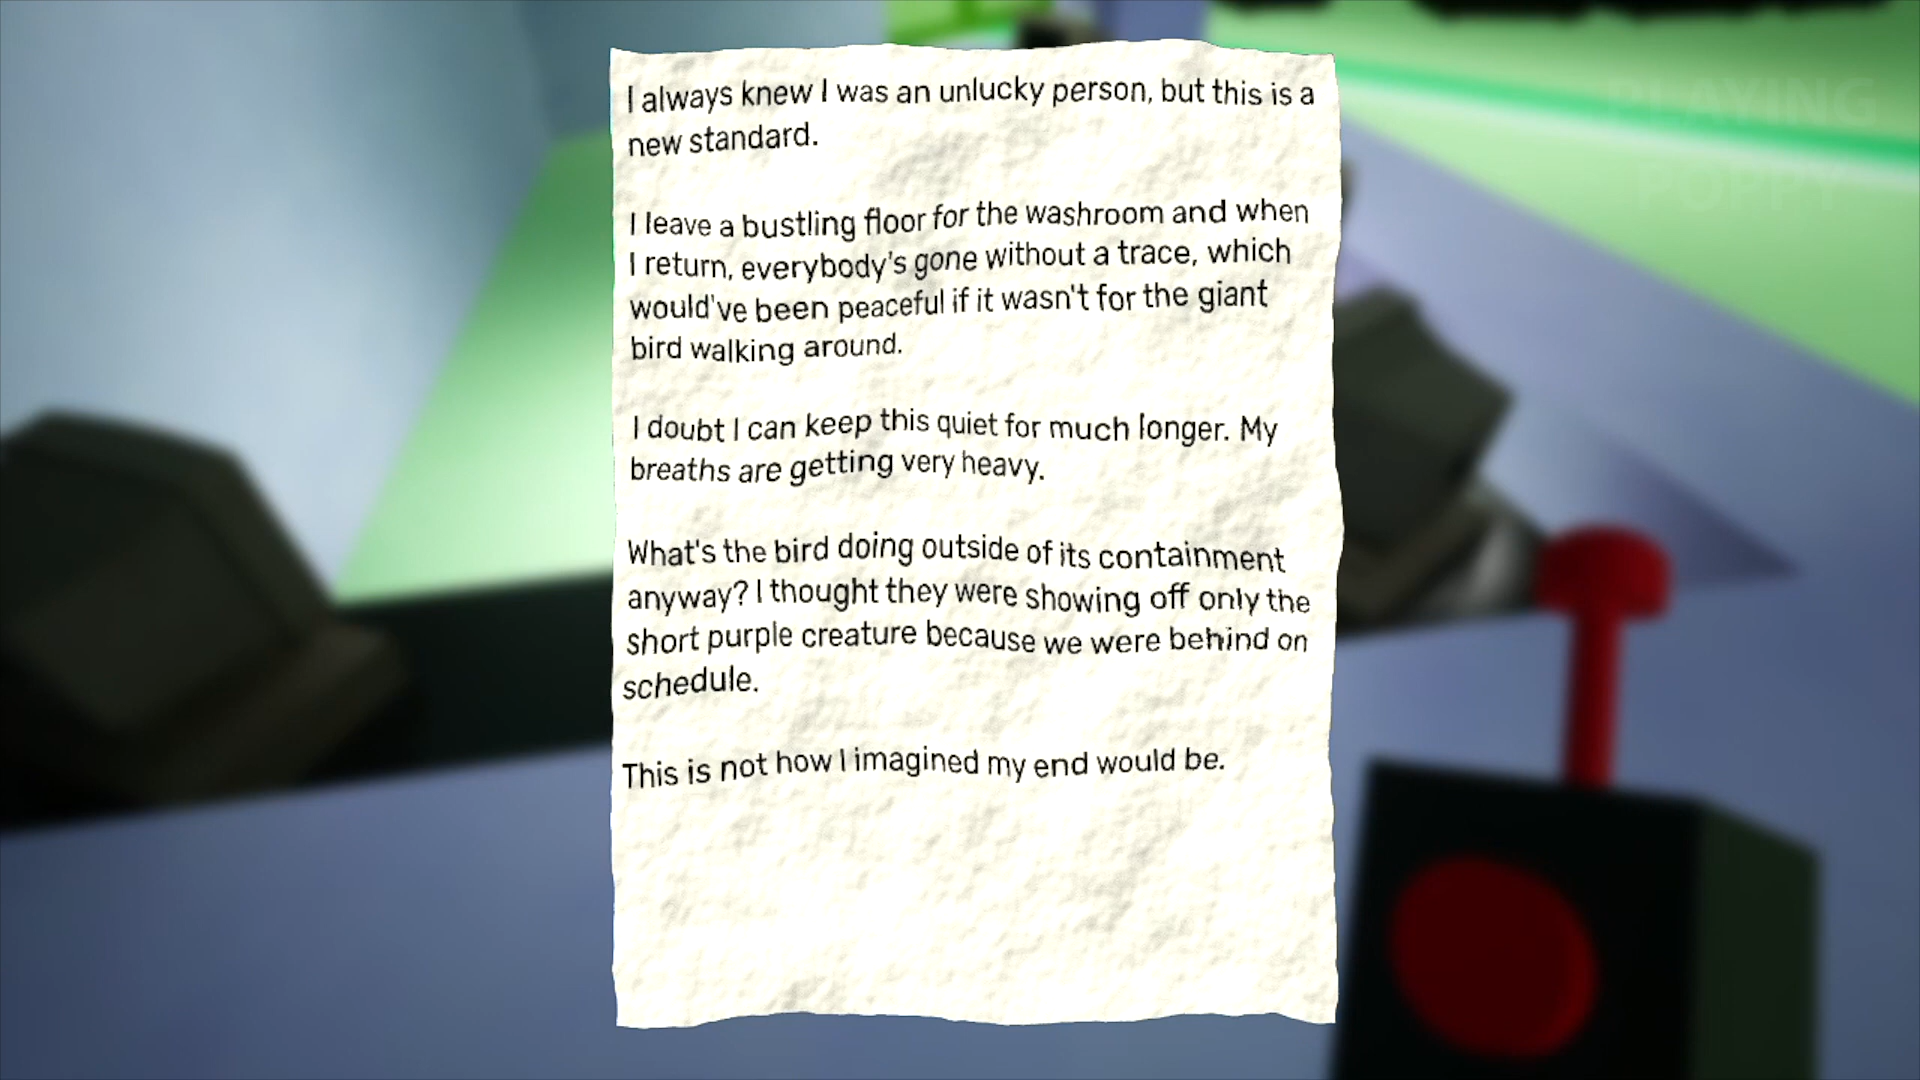 I always knew I was an unlucky person, but this is a
new standard.
I leave a bustling floor for the washroom and when
I return, everybody's gone without a trace, which
would've been peaceful if it wasn't for the giant
bird walking around.
I doubt I can keep this quiet for much longer. My
breaths are getting very heavy.
What's the bird doing outside of its containment
anyway? I thought they were showing off only the
short purple creature because we were behind on
schedule.
This is not how I imagined my end would be.
PLAYING
POPPY